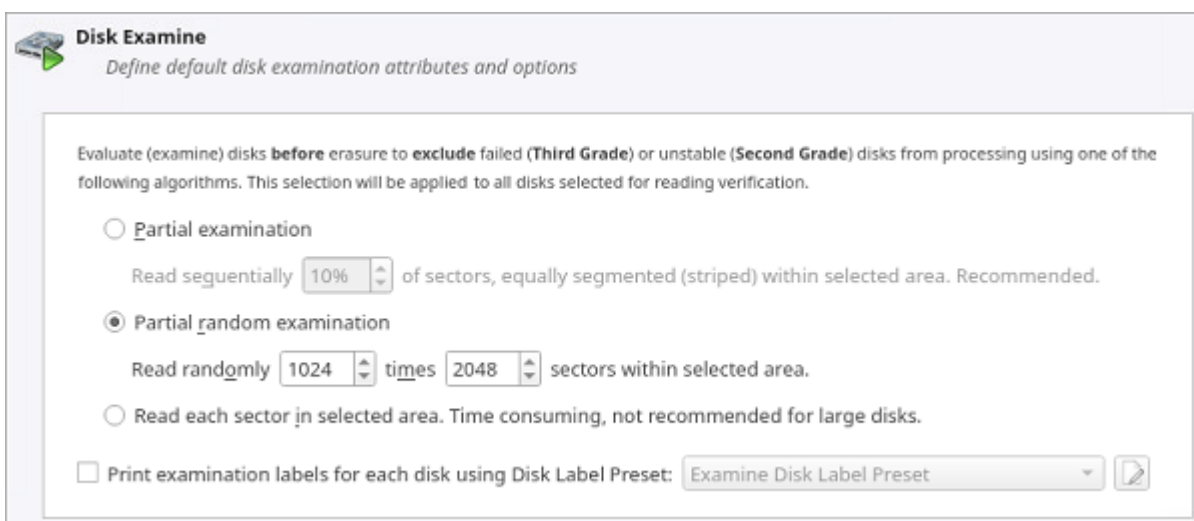 Disk Examine
Define default disk examination attributes and options
Evaluate (examine) disks before erasure to exclude failed (Third Grade) or unstable (Second Grade) disks from processing using one of the
following algorithms. This selection will be applied to all disks selected for reading verification.
Partial examination
Read sequentially 10% of sectors, equally segmented (striped) within selected area. Recommended.
Partial random examination
Read randomly 1024 times 2048 sectors within selected area.
Read each sector in selected area. Time consuming, not recommended for large disks.
Print examination labels for each disk using Disk Label Preset: Examine Disk Label Preset